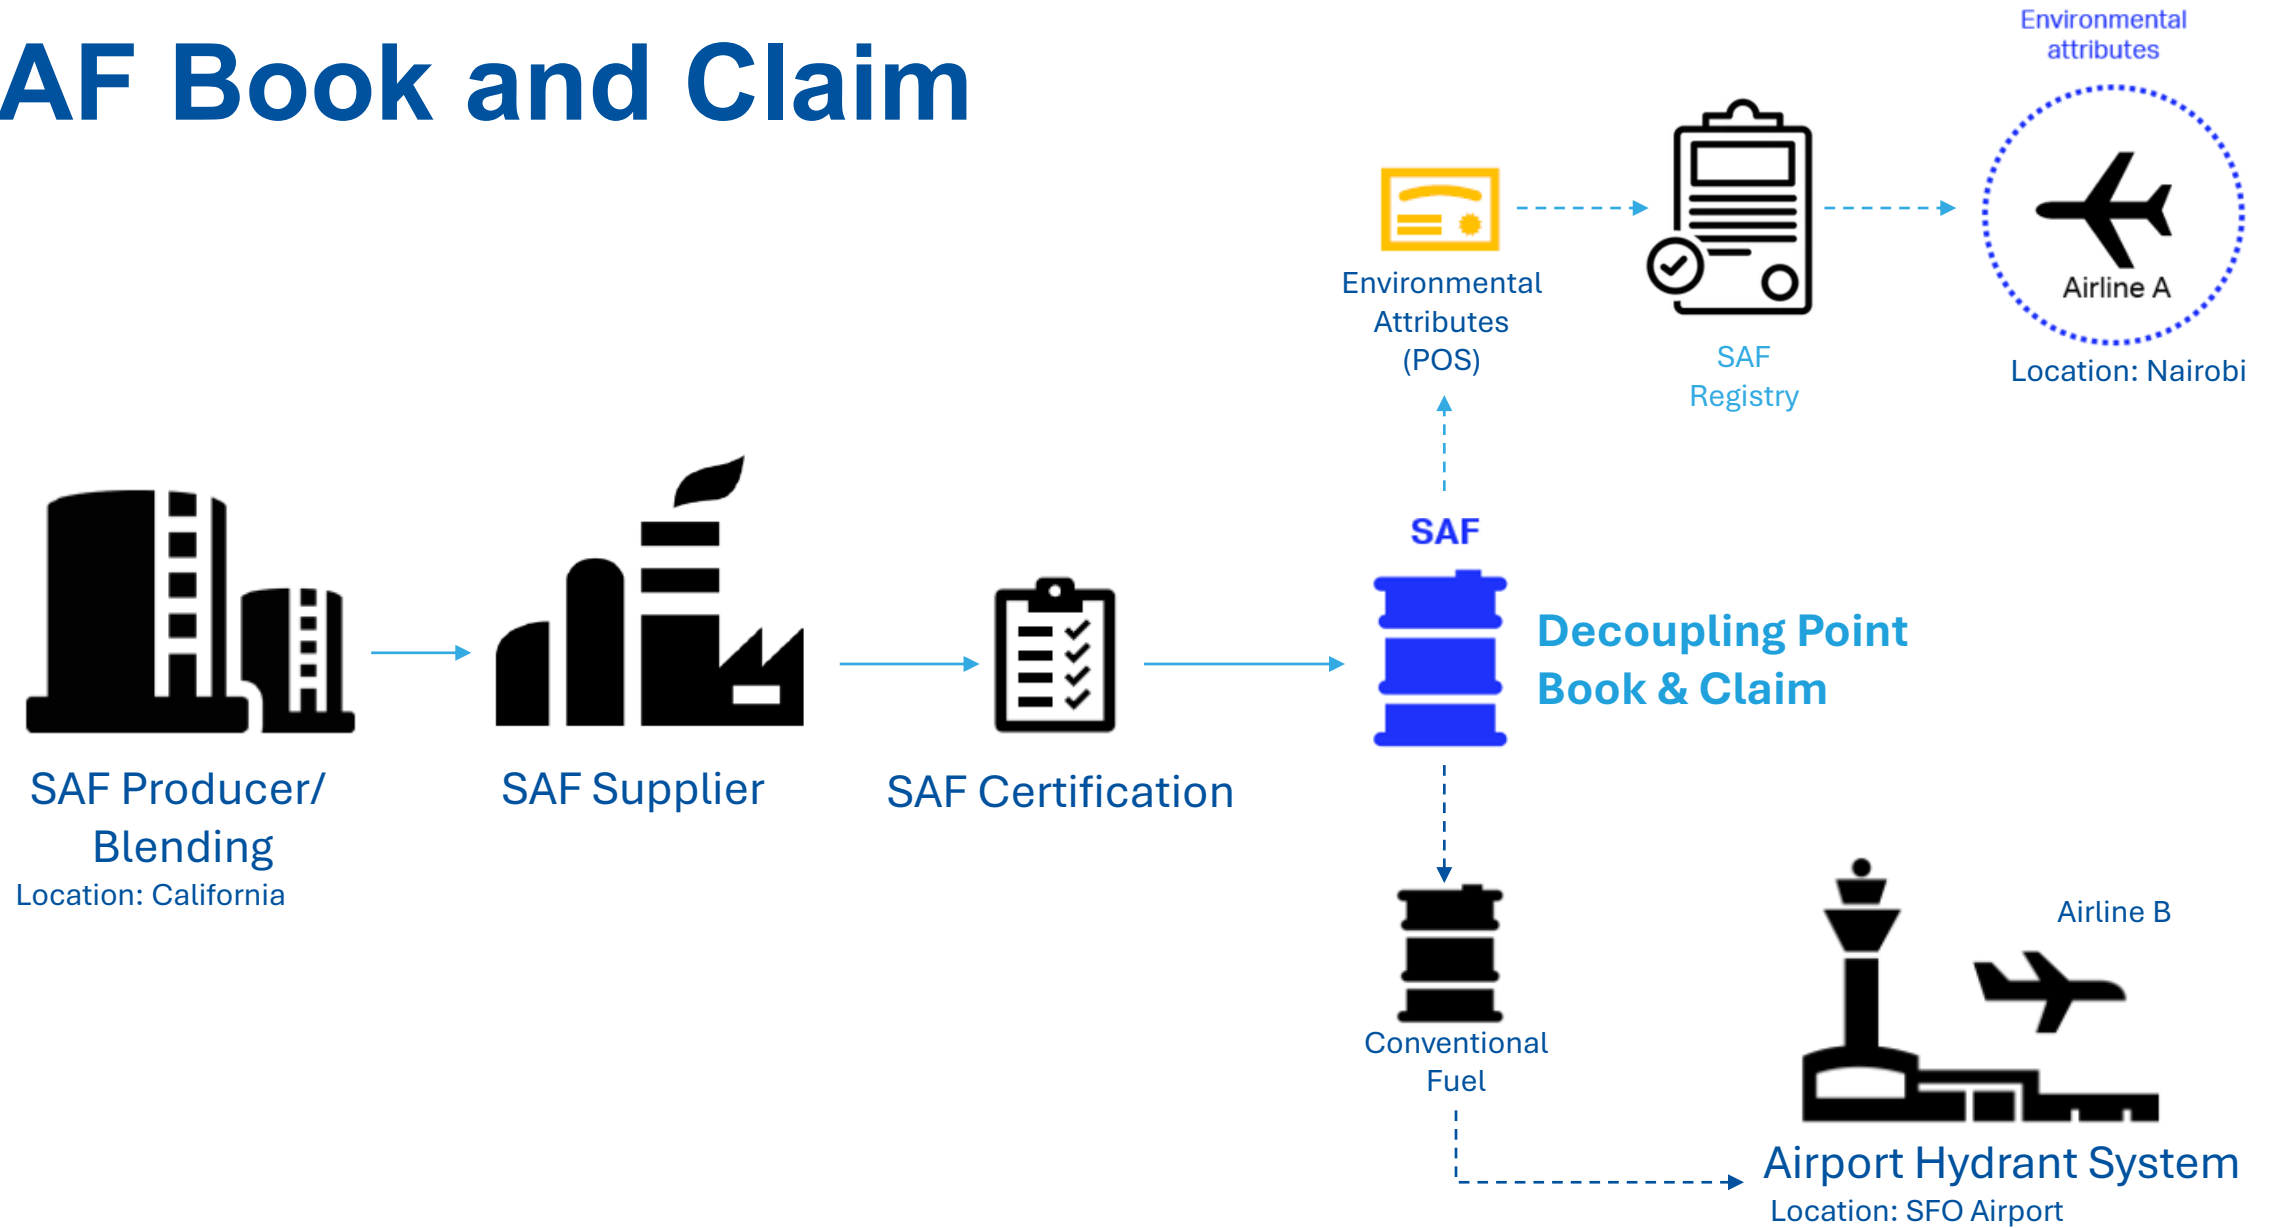 AF Book and Claim
Environmental
attributes
Airline A
Location: Nairobi
Environmental
Attributes
(POS)
SAF
Registry
SAF
Decoupling Point
Book & Claim
SAF Producer/
Blending
Location: California
SAF Supplier
SAF Certification
Conventional
Fuel
Airline B
Airport Hydrant System
Location: SFO Airport